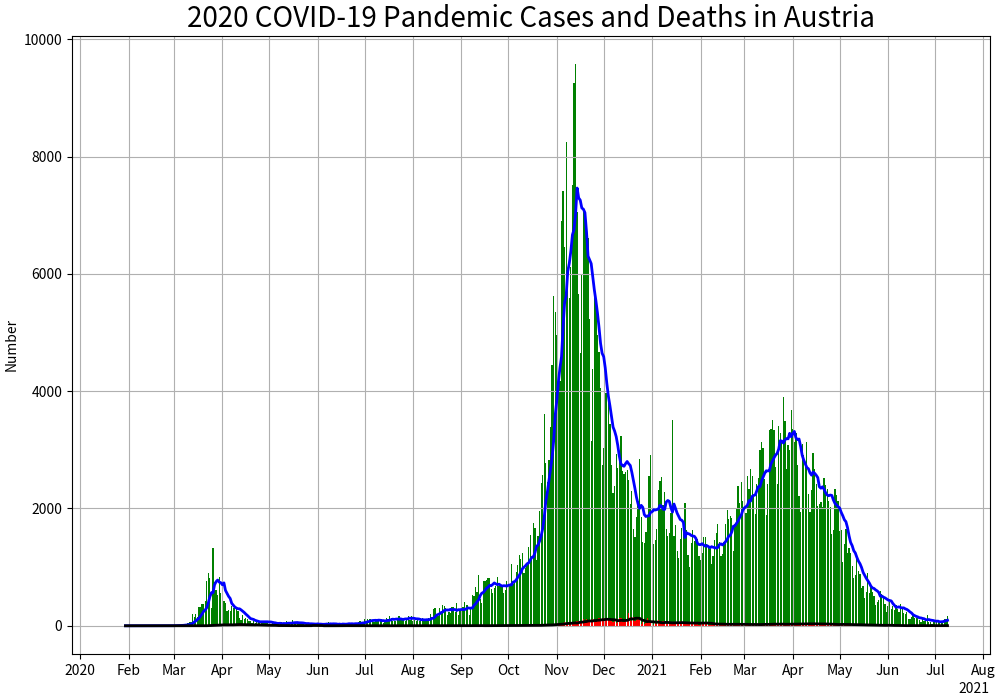 2020 COVID-19 Pandemic Cases and Deaths in Austria
10000
8000
6000
4000
2000
0
Number
2020 Feb Mar Apr May Jun Jul Aug Sep Oct Nov Dec 2021 Feb Mar Apr May Jun Jul Aug
2021